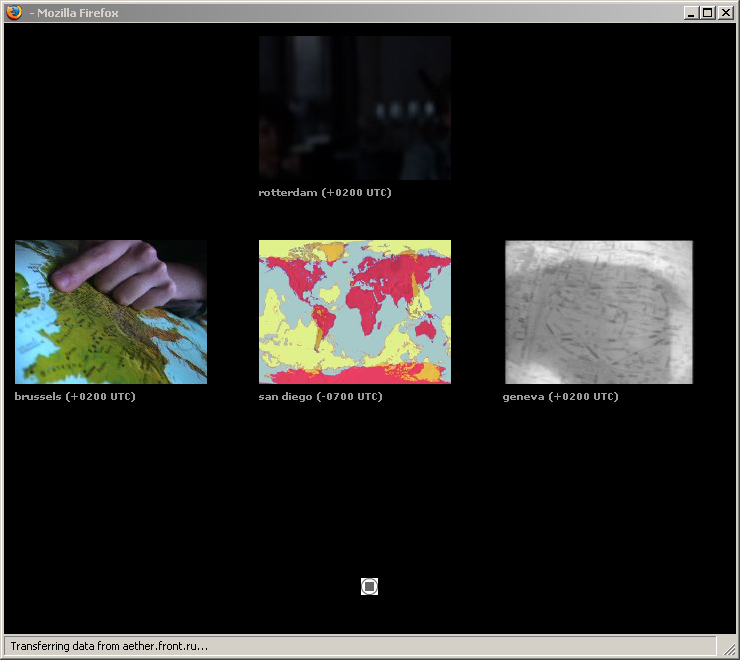 - Mozilla Firefox
rotterdam (+0200 UTC)
brussels (+0200 UTC)
san diego (-0700 UTC)
geneva (+0200 UTC)
Transferring data from aether.front.ru...